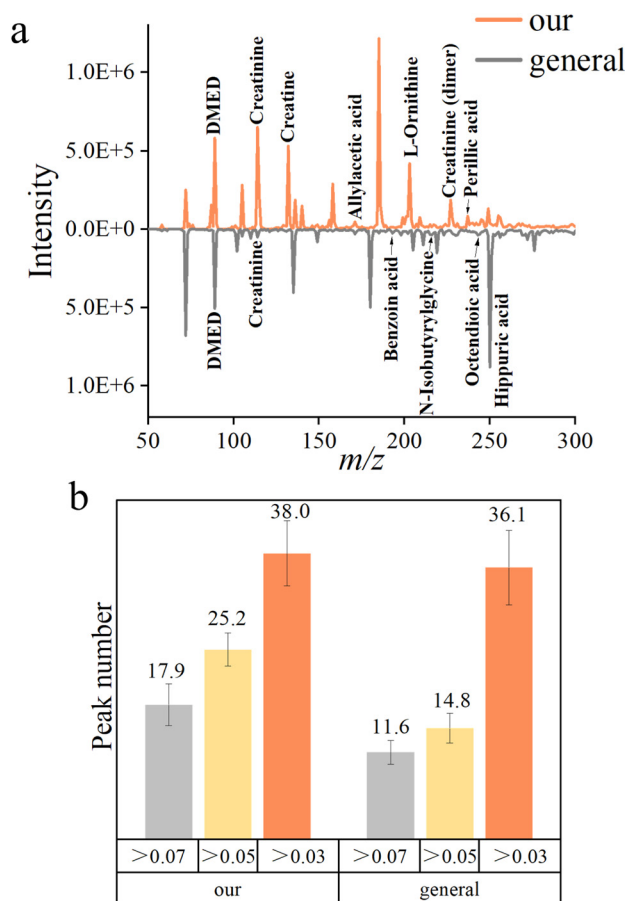 a
our
general
Intensity
1.0E+6
5.0E+5
0.0E+0
5.0E+5
1.0E+6
DMED
Creatinine
Creatine
Allylacetic acid
L-Ornithine
Creatinine (dimer)
Perillic acid
DMED
Creatinine
Benzoin acid
N-Isobutyrylglycine
Octendioic acid
Hippuric acid
50 100 150 200 250 300
m/z
b
Peak number
17.9
25.2
38.0
11.6
14.8
36.1
>0.07 >0.05 >0.03 >0.07 >0.05 >0.03
our general